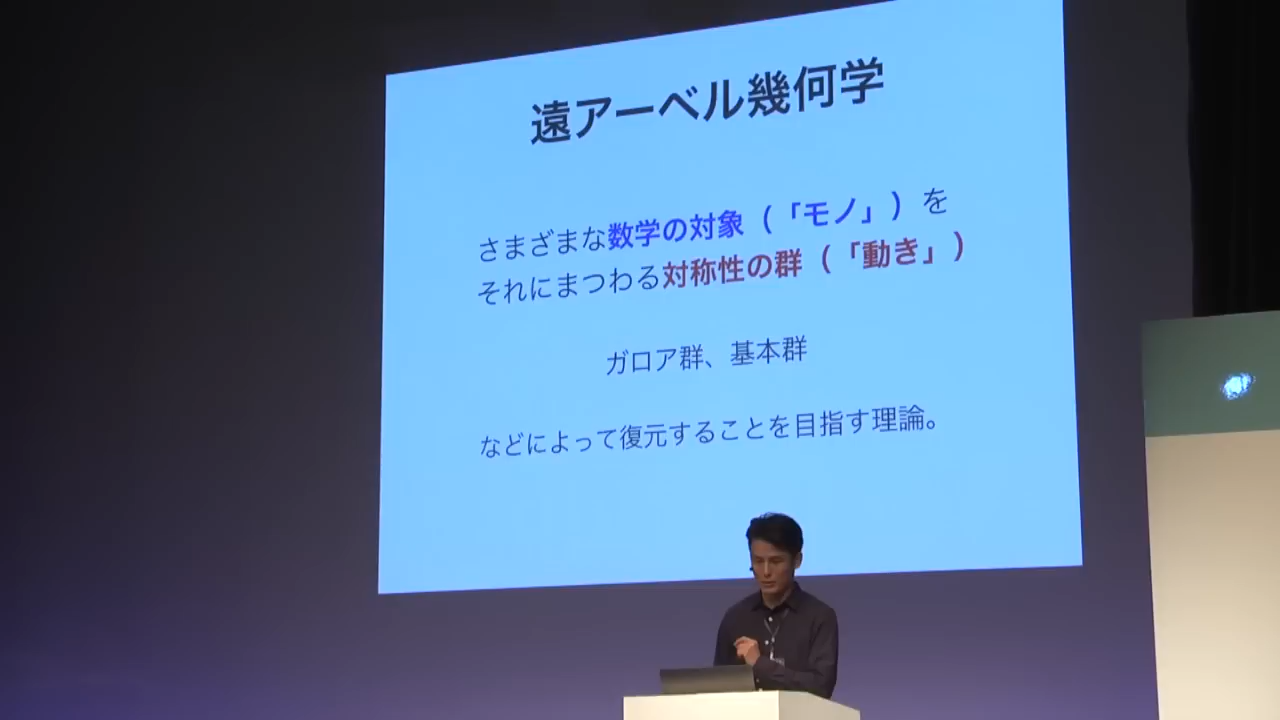 遠アーベル幾何学
さまざまな数学の対象（「モノ」）を
それにまつわる対称性の群（「動き」）
ガロア群、基本群
などによって復元することを目指す理論。